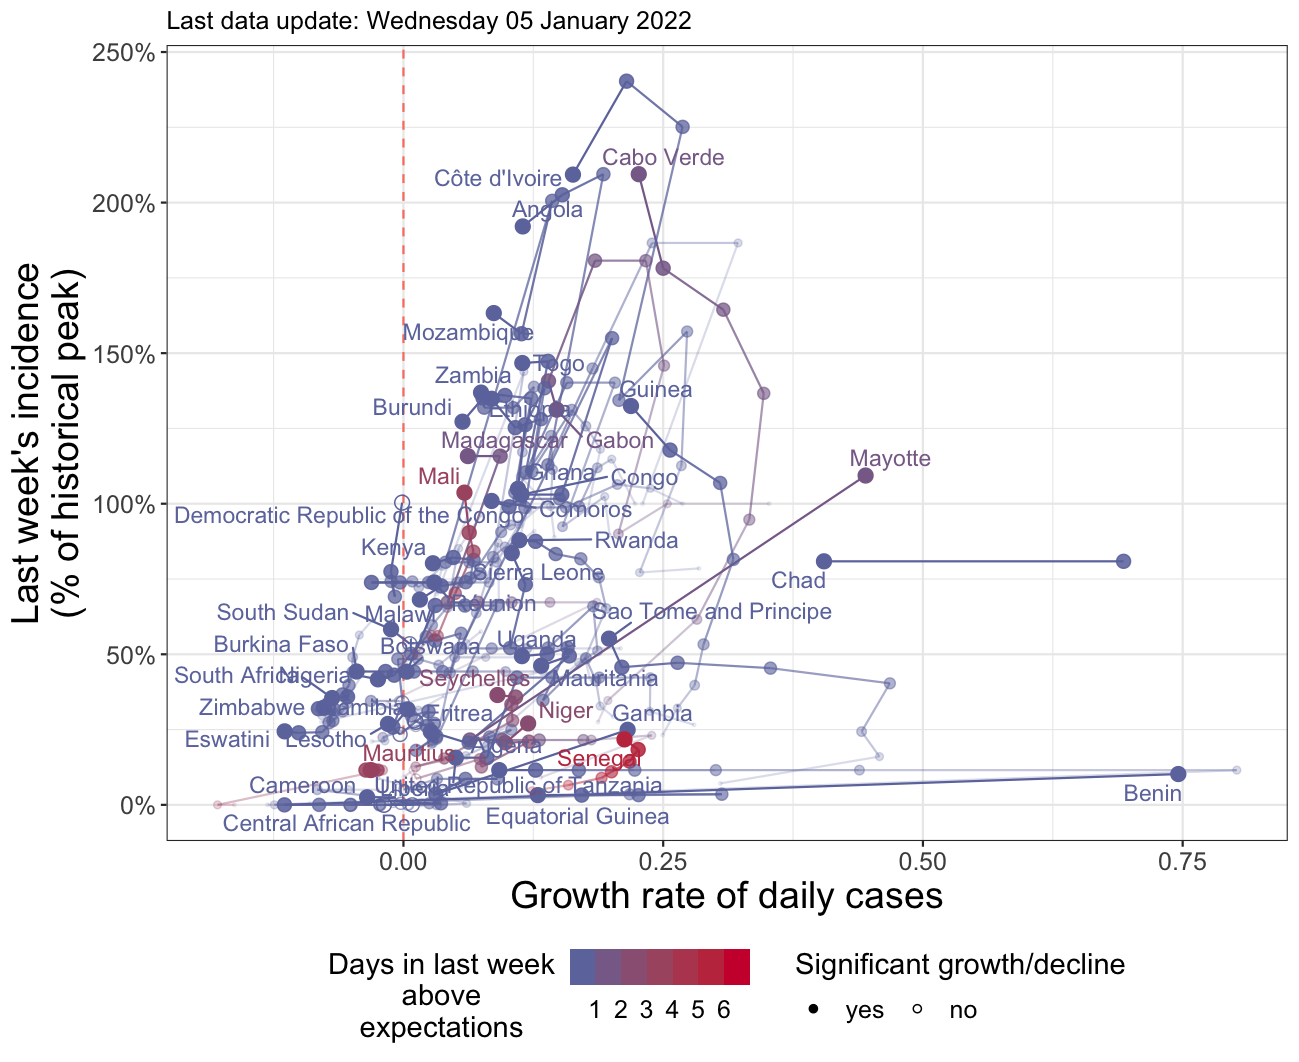 Last data update: Wednesday 05 January 2022
250%
200%
150%
100%
50%
0%
Last week's incidence
(% of historical peak)
Cabo Verde
Côte d'Ivoire
Angola
Mozambique
Togo
Zambia
Guinea
Burundi
Ethiopia
Madagascar
Gabon
Mayotte
Mali
Ghana
Congo
Democratic Republic of the Congo
Comoros
Kenya
Rwanda
Sierra Leone
Chad
Reunion
South Sudan
Malawi
Sao Tome and Principe
Burkina Faso
Botswana
Uganda
South Africa
Nigeria
Seychelles
Mauritania
Zimbabwe
Namibia
Eritrea
Niger
Gambia
Eswatini
Lesotho
Algeria
Mauritius
Senegal
Cameroon
United Republic of Tanzania
Benin
Central African Republic
Equatorial Guinea
0.00
0.25
0.50
0.75
Growth rate of daily cases
Days in last week
above
expectations
1 2 3 4 5 6
Significant growth/decline
yes
no